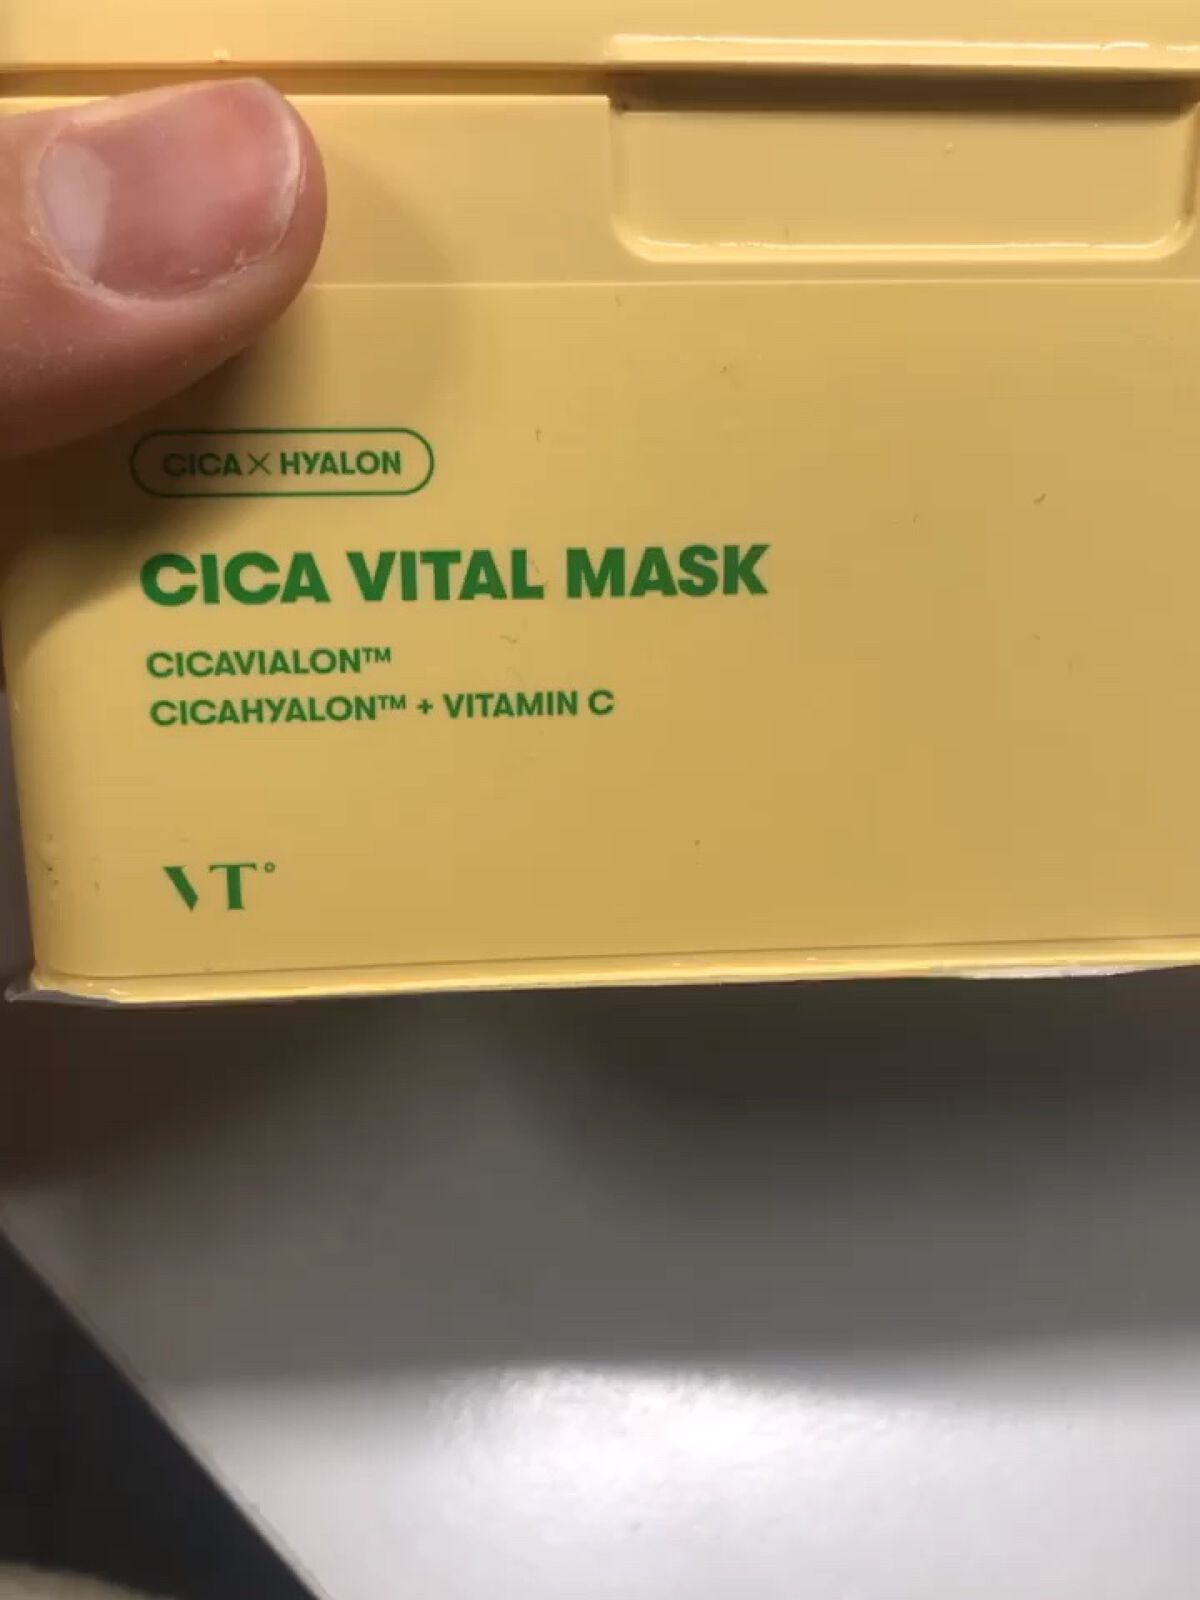 CICA×HYALON
CICA VITAL MASK
CICAVIALON™
CICAHYALON™ + VITAMIN C
VT°